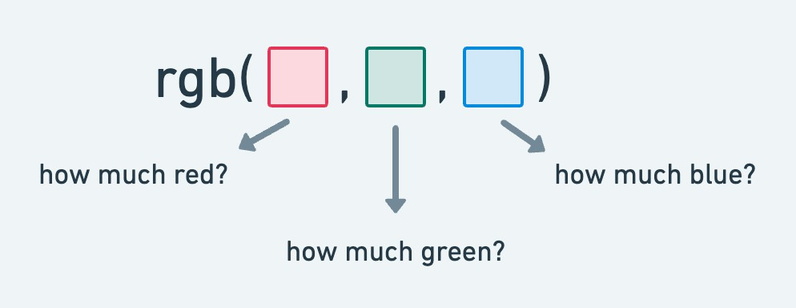 rgb( , , )
how much red?
how much blue?
how much green?